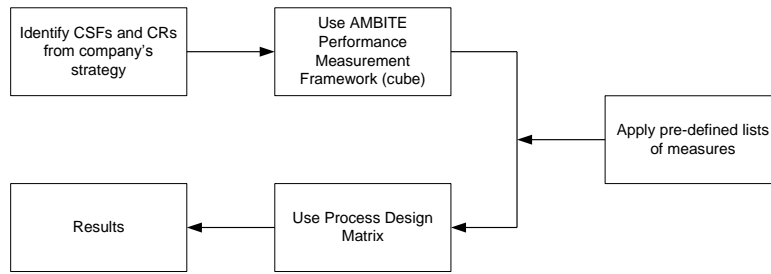 Identify CSFs and CRs
from company's
strategy
Use AMBITE
Performance
Measurement
Framework (cube)
Apply pre-defined lists
of measures
Results
Use Process Design
Matrix